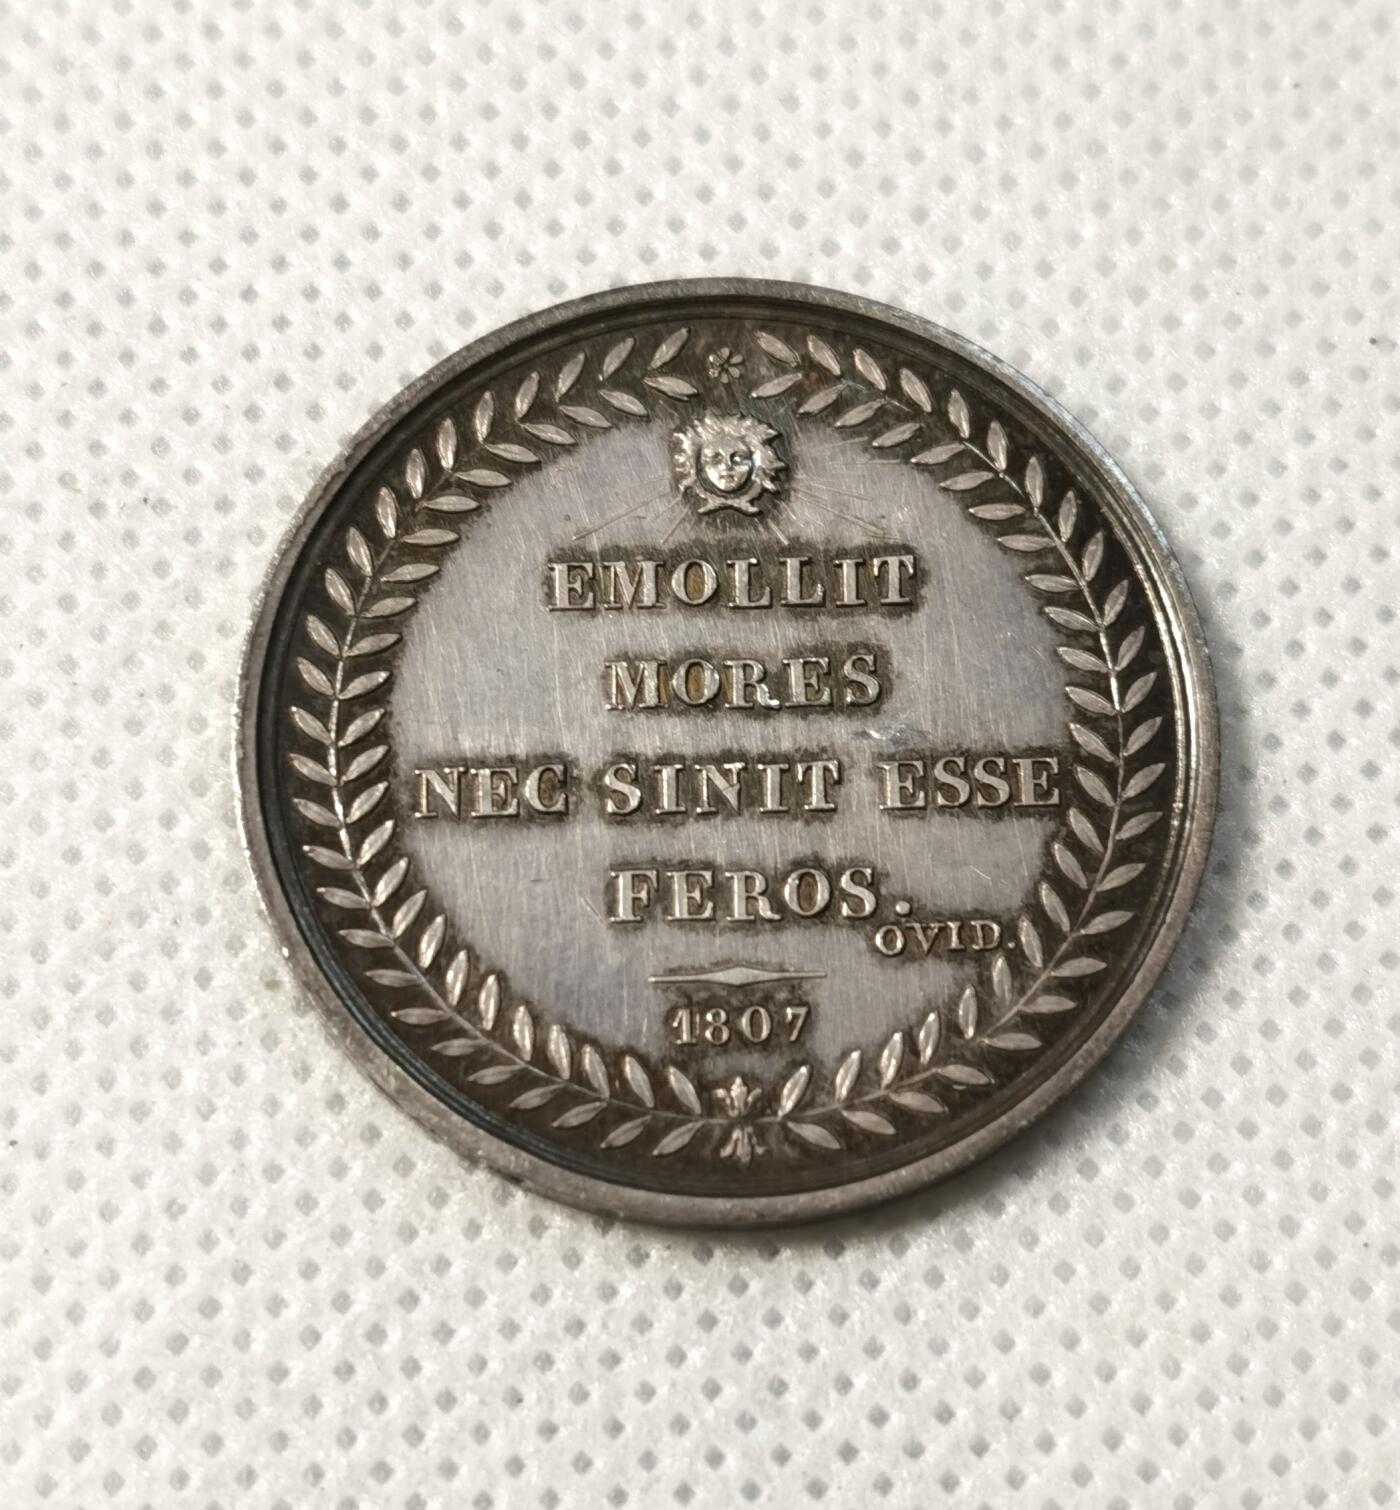 EMOLLIT
MORES
NEC SINIT ESSE
FEROS.
OVID.
1807